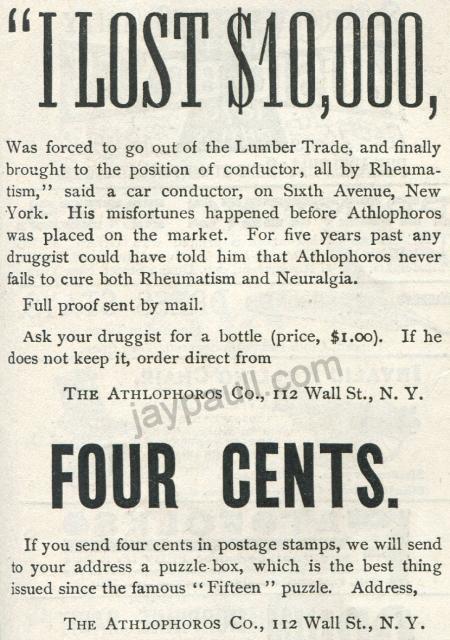 "I LOST $10,000,
Was forced to go out of the Lumber Trade, and finally
brought to the position of conductor, all by Rheuma-
tism," said a car conductor, on Sixth Avenue, New
York. His misfortunes happened before Athlophoros
was placed on the market. For five years past any
druggist could have told him that Athlophoros never
fails to cure both Rheumatism and Neuralgia.
Full proof sent by mail.
Ask your druggist for a bottle (price, $1.00). If he
does not keep it, order direct from
THE ATHLOPHOROS CO., 112 Wall St., N. Y.
jaypaull.com
FOUR CENTS.
If you send four cents in postage stamps, we will send
to your address a puzzle-box, which is the best thing
issued since the famous "Fifteen" puzzle. Address,
THE ATHLOPHOROS CO., 112 Wall St., N. Y.